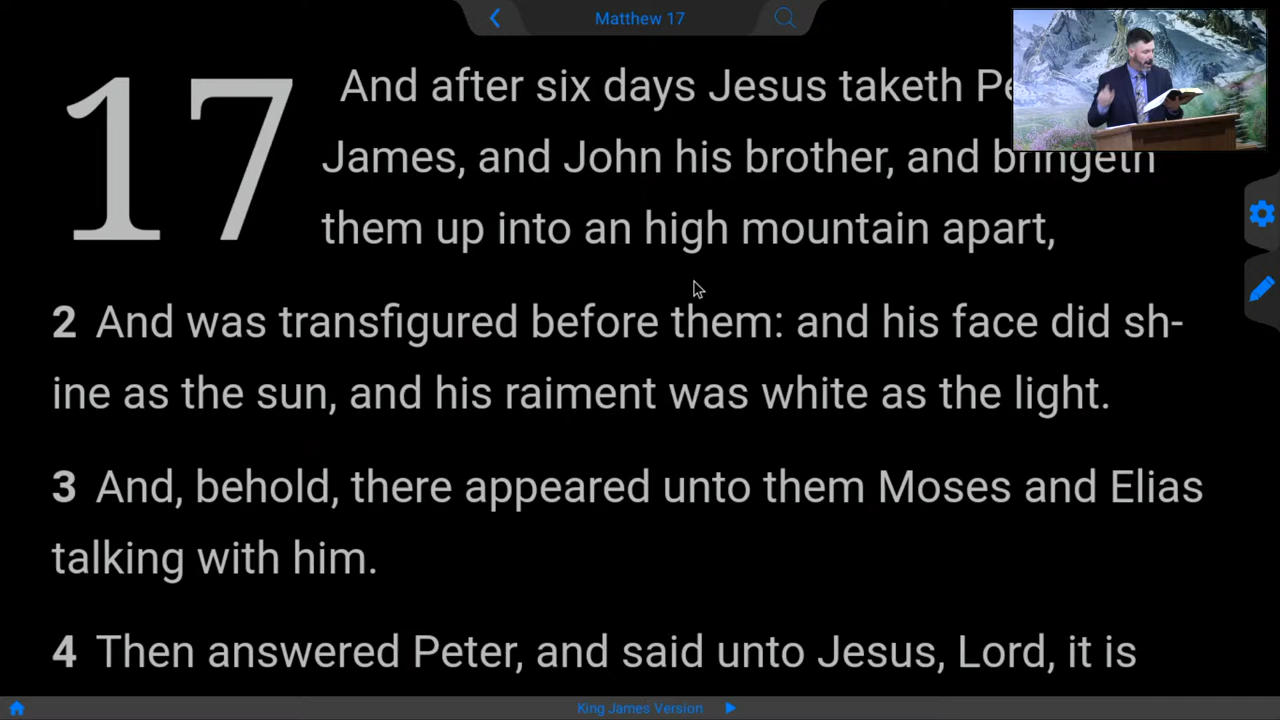 Matthew 17
17 And after six days Jesus taketh
James, and John his brother, and bringeth
them up into an high mountain apart,
2 And was transfigured before them: and his face did sh-
ine as the sun, and his raiment was white as the light.
3 And, behold, there appeared unto them Moses and Elias
talking with him.
4 Then answered Peter, and said unto Jesus, Lord, it is
King James Version